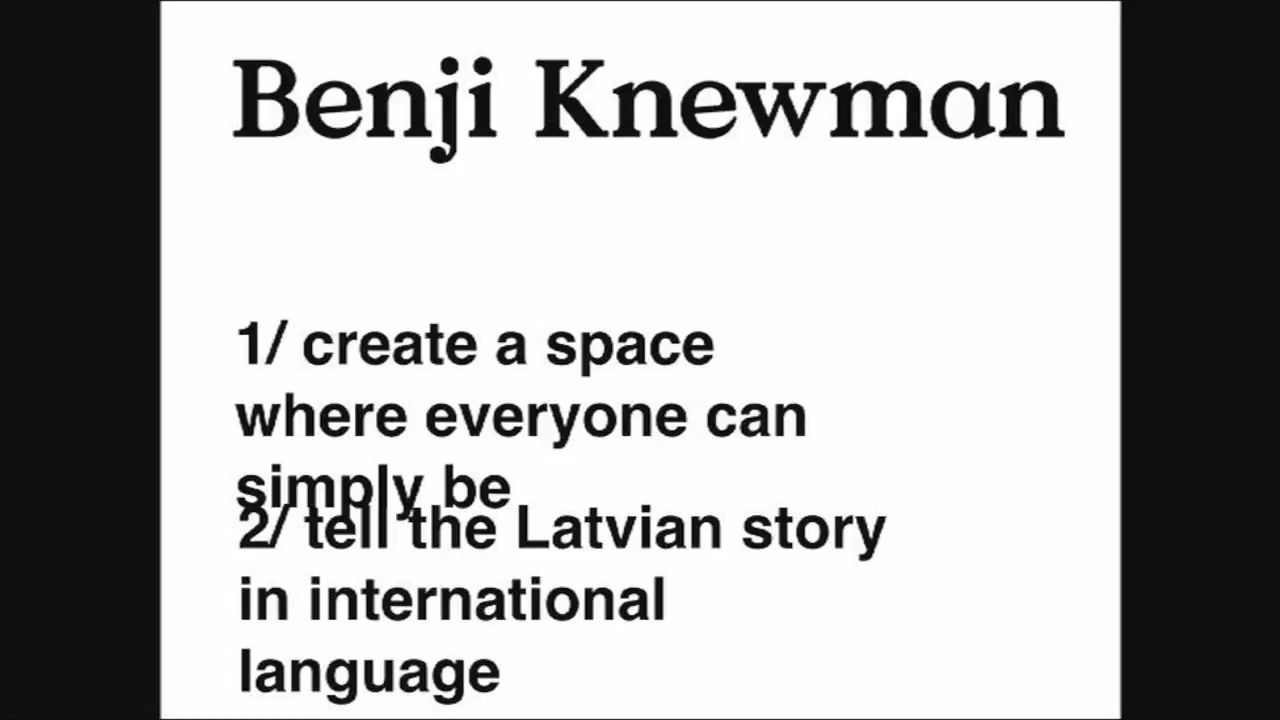 Benji Knewman
1/ create a space
where everyone can
simply be
2/ tell the Latvian story
in international
language